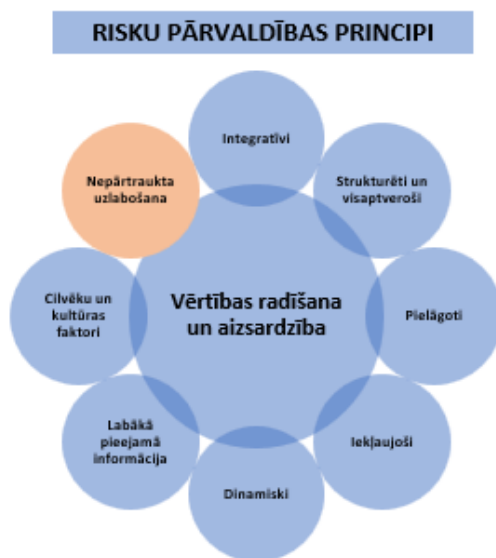 RISKU PĀRVALDĪBAS PRINCIPI
Integratīvi
Strukturēti un
visaptveroši
Pielāgoti
Iekļaujoši
Dinamiski
Labākā
pieejamā
informācija
Cilvēku un
kultūras
faktori
Nepārtraukta
uzlabošana
Vērtības radīšana
un aizsardzība